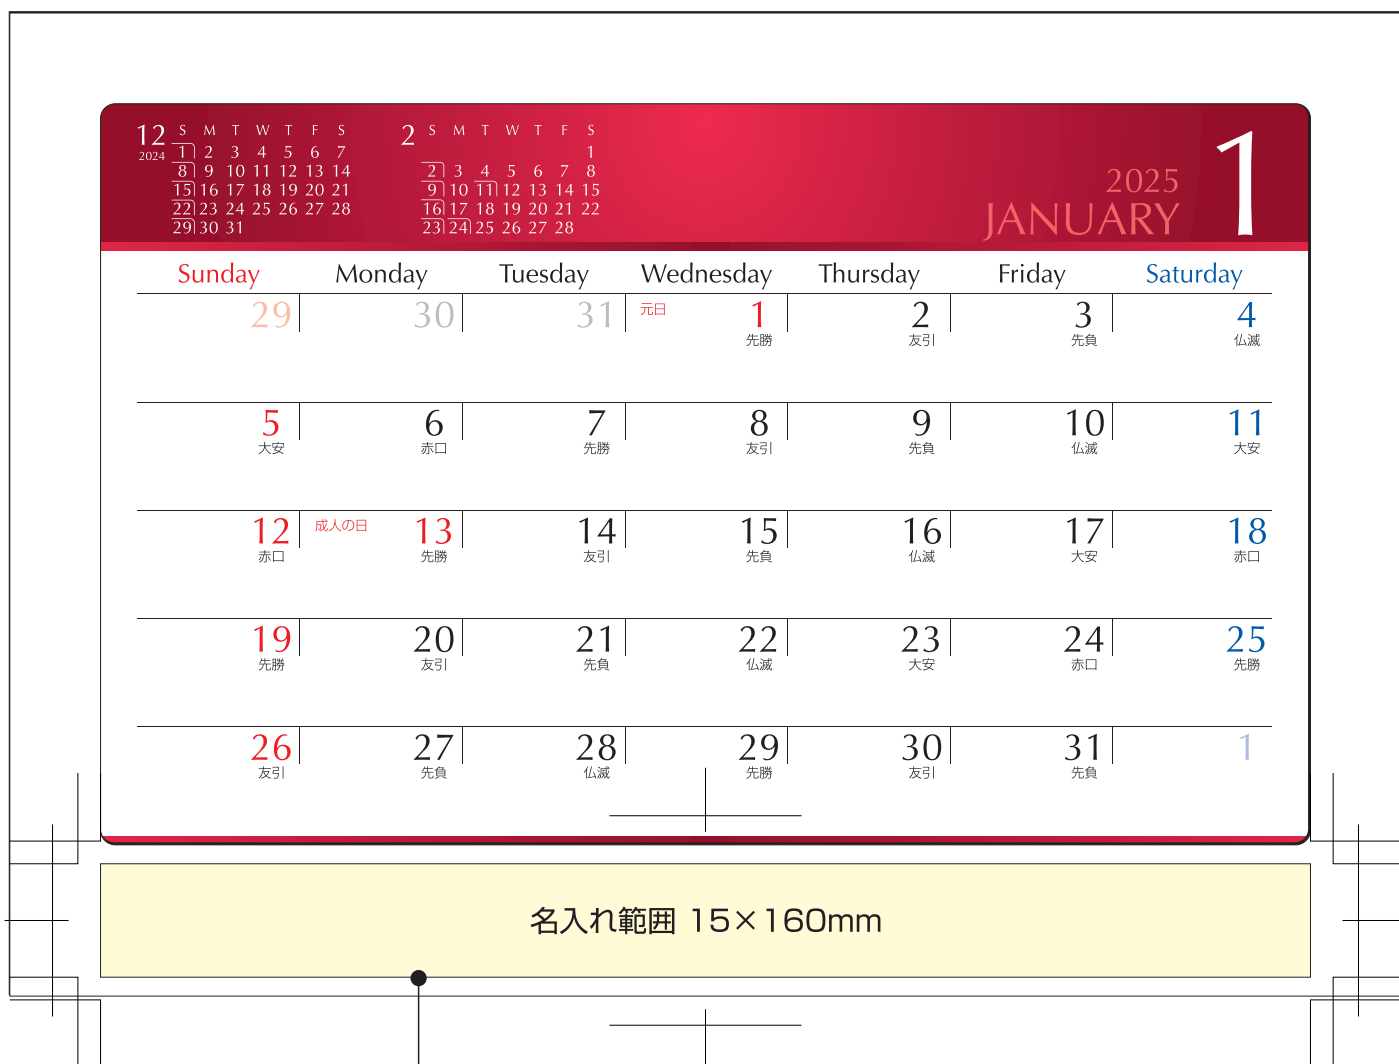 12 S M T W T F S
2024
1 2 3 4 5 6 7
8 9 10 11 12 13 14
15 16 17 18 19 20 21
22 23 24 25 26 27 28
29 30 31
2 S M T W T F S
1
2 3 4 5 6 7 8
9 10 11 12 13 14 15
16 17 18 19 20 21 22
23 24 25 26 27 28
2025
JANUARY
1
Sunday Monday Tuesday Wednesday Thursday Friday Saturday
29 30 31 元日 1 2 3 4
先勝 友引 先負 仏滅
5 6 7 8 9 10 11
大安 赤口 先勝 友引 先負 仏滅 大安
12 成人の日 13 14 15 16 17 18
赤口 先勝 友引 先負 仏滅 大安 赤口
19 20 21 22 23 24 25
先勝 友引 先負 仏滅 大安 赤口 先勝
26 27 28 29 30 31 1
友引 先負 仏滅 先勝 友引 先負
名入れ範囲 15×160mm